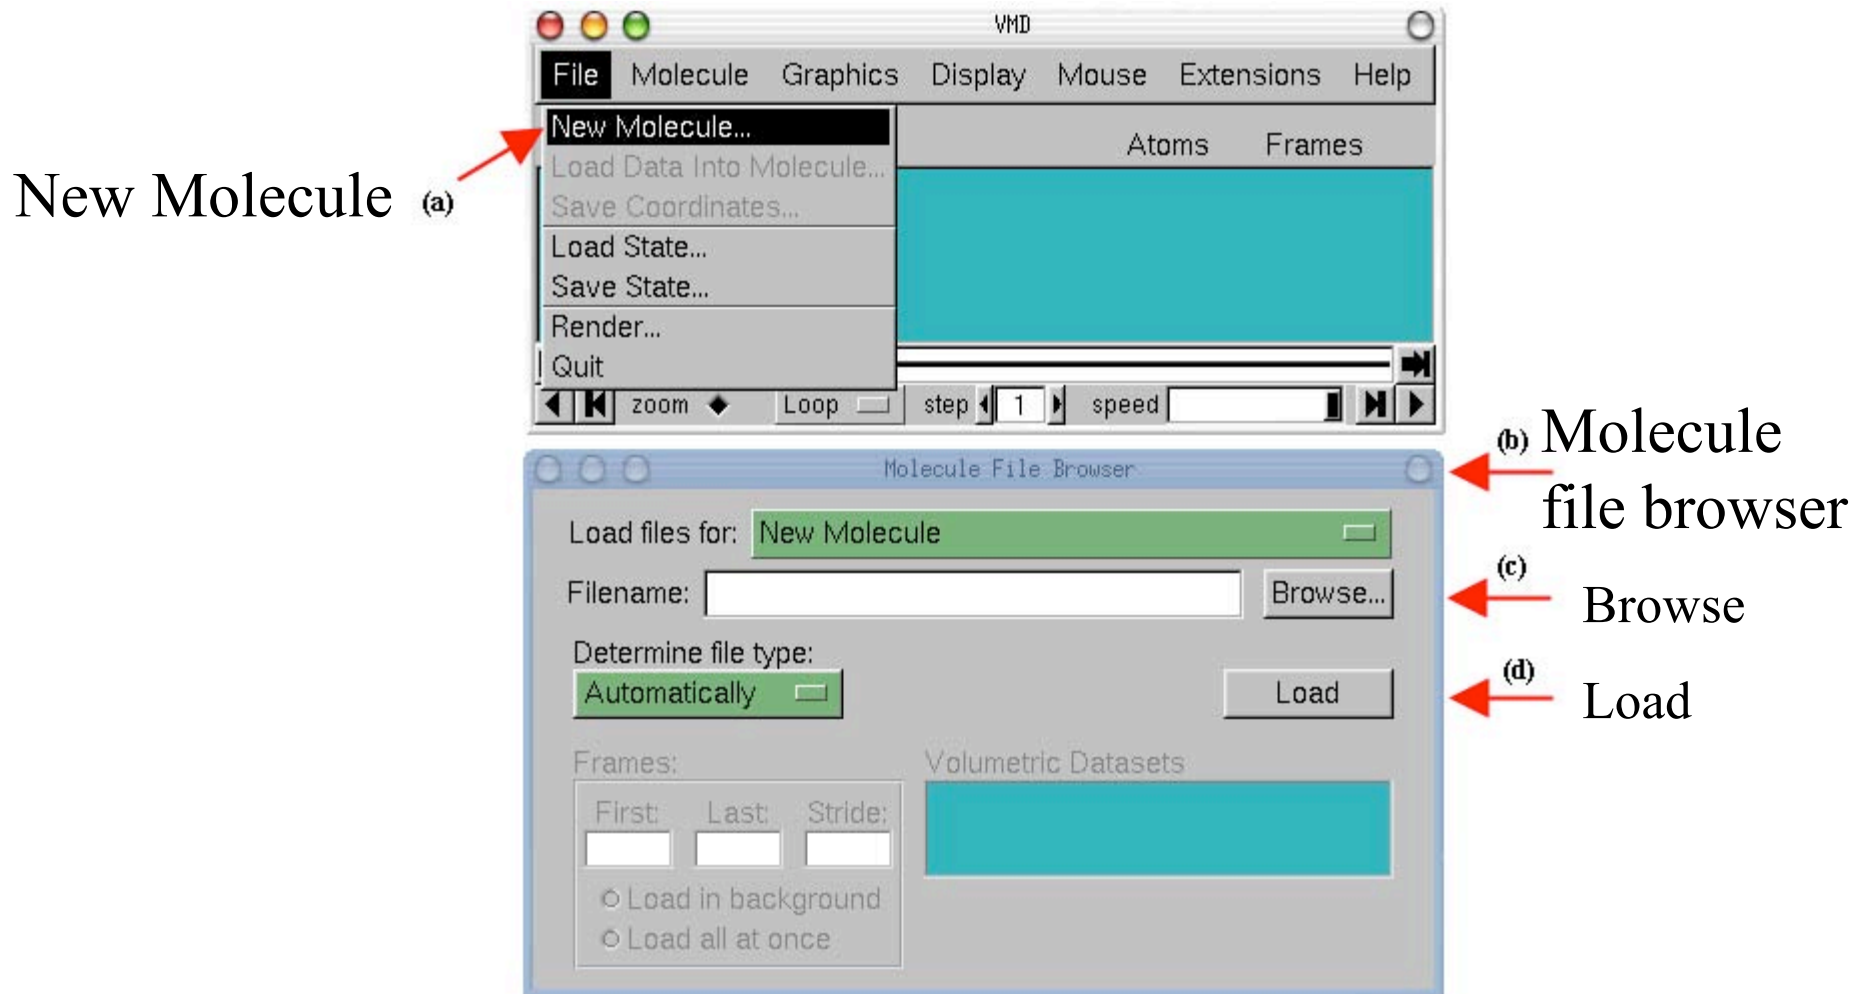 VMD
File Molecule Graphics Display Mouse Extensions Help
New Molecule...
Atoms Frames
Load Data Into Molecule...
New Molecule (a)
Save Coordinates...
Load State...
Save State...
Render...
Quit
zoom Loop step 1 speed
(b) Molecule
file browser
Molecule File Browser
Load files for: New Molecule
Filename: Browse...
(c)
Browse
Determine file type:
Automatically Load
(d)
Load
Frames: Volumetric Datasets
First: Last: Stride:
Load in background
Load all at once